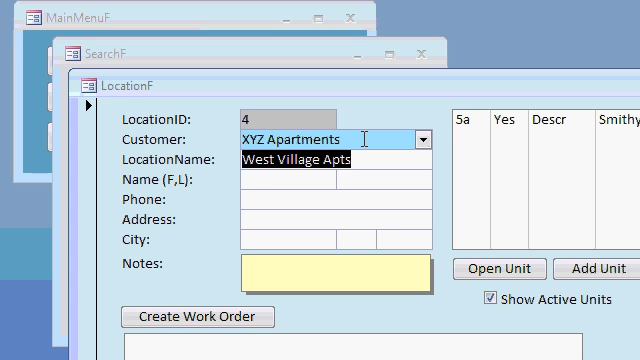 MainMenuF
SearchF
LocationF
LocationID: 4
Customer: XYZ Apartments
LocationName: West Village Apts
Name (F,L):
Phone:
Address:
City:
Notes:
5a Yes Descr Smithy
Open Unit Add Unit
Show Active Units
Create Work Order